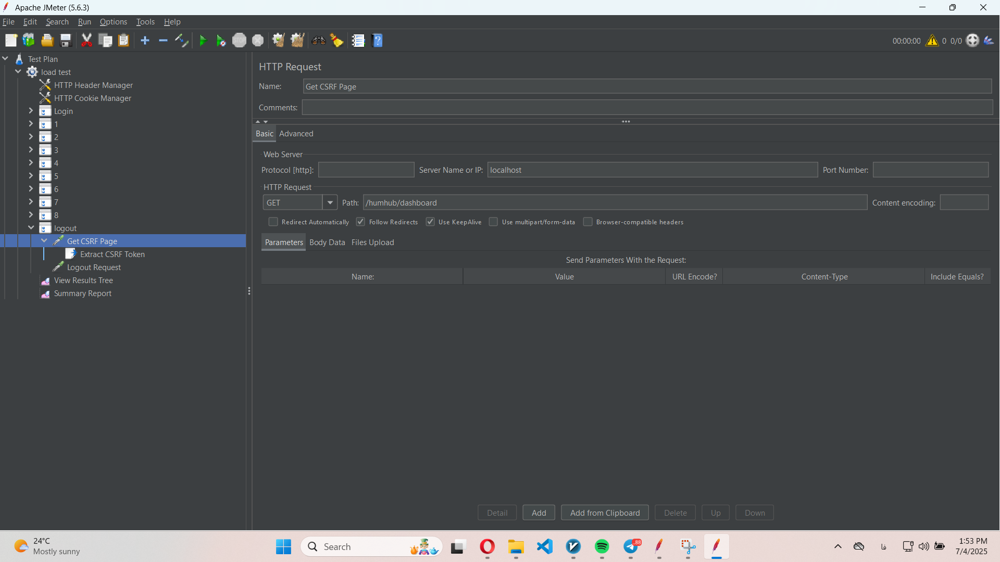 Apache JMeter (5.6.3)
File Edit Search Run Options Tools Help
STOP
00:00:00 0 0/0
Test Plan
load test
HTTP Header Manager
HTTP Cookie Manager
Login
1
2
3
4
5
6
7
8
logout
Get CSRF Page
Extract CSRF Token
Logout Request
View Results Tree
Summary Report
HTTP Request
Name: Get CSRF Page
Comments:
Basic Advanced
Web Server
Protocol [http]: Server Name or IP: localhost Port Number:
HTTP Request
GET Path: /humhub/dashboard Content encoding:
Redirect Automatically Follow Redirects Use KeepAlive Use multipart/form-data Browser-compatible headers
Parameters Body Data Files Upload
Send Parameters With the Request:
Name: Value URL Encode? Content-Type Include Equals?
Detail Add Add from Clipboard Delete Up Down
24°C
Mostly sunny
Search
88
فا
1:53 PM
7/4/2025